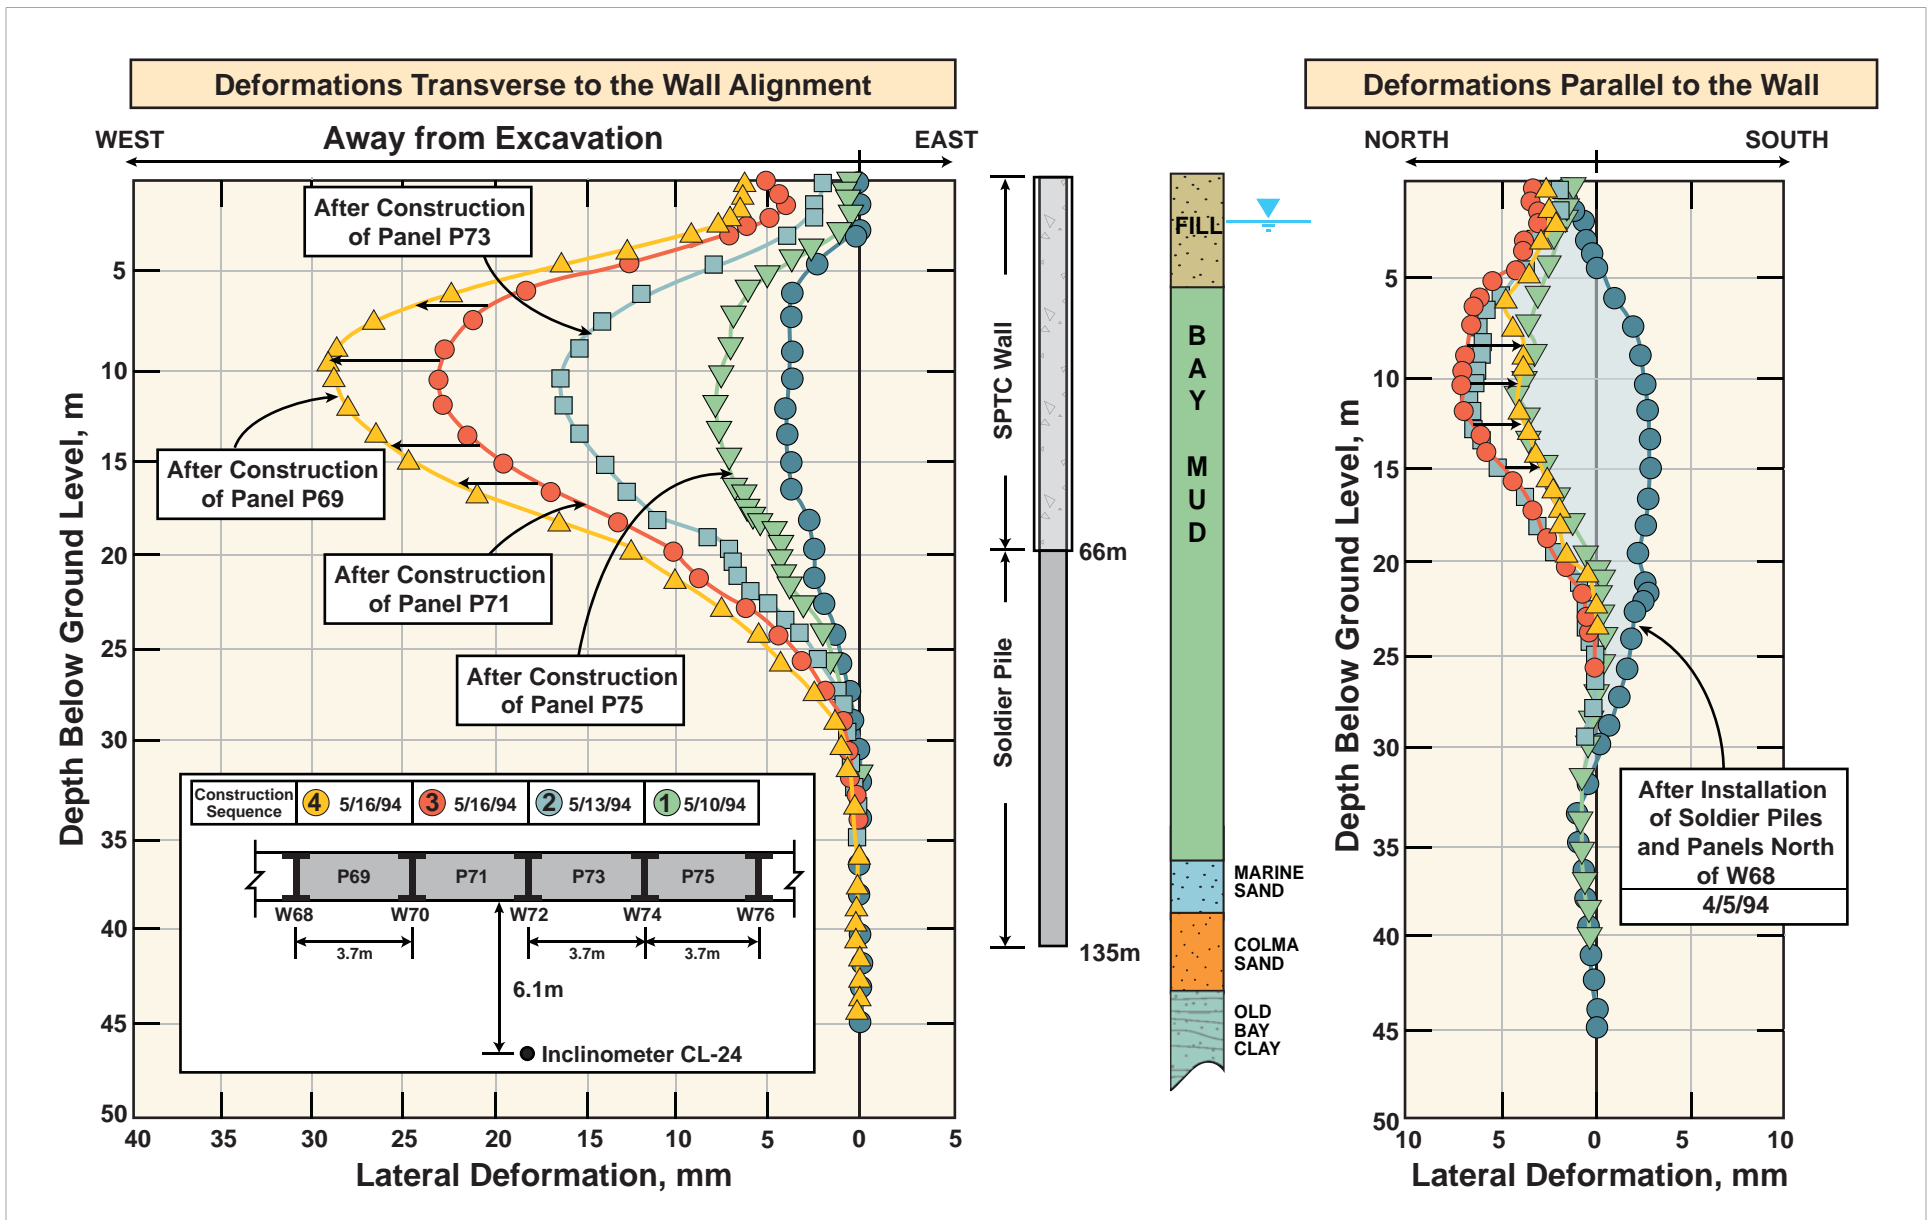 Deformations Transverse to the Wall Alignment
Deformations Parallel to the Wall
WEST
Away from Excavation
EAST
NORTH
SOUTH
After Construction
of Panel P73
After Construction
of Panel P69
After Construction
of Panel P71
After Construction
of Panel P75
Depth Below Ground Level, m
5
10
15
20
25
30
35
40
45
50
40
35
30
25
20
15
10
5
0
5
Lateral Deformation, mm
Construction
Sequence
4 5/16/94
3 5/16/94
2 5/13/94
1 5/10/94
P69
P71
P73
P75
W68
W70
W72
W74
W76
3.7m
3.7m
3.7m
6.1m
Inclinometer CL-24
SPTC Wall
Soldier Pile
66m
135m
FILL
B
A
Y
M
U
D
MARINE
SAND
COLMA
SAND
OLD
BAY
CLAY
Depth Below Ground Level, m
5
10
15
20
25
30
35
40
45
50
After Installation
of Soldier Piles
and Panels North
of W68
4/5/94
10
5
0
5
10
Lateral Deformation, mm